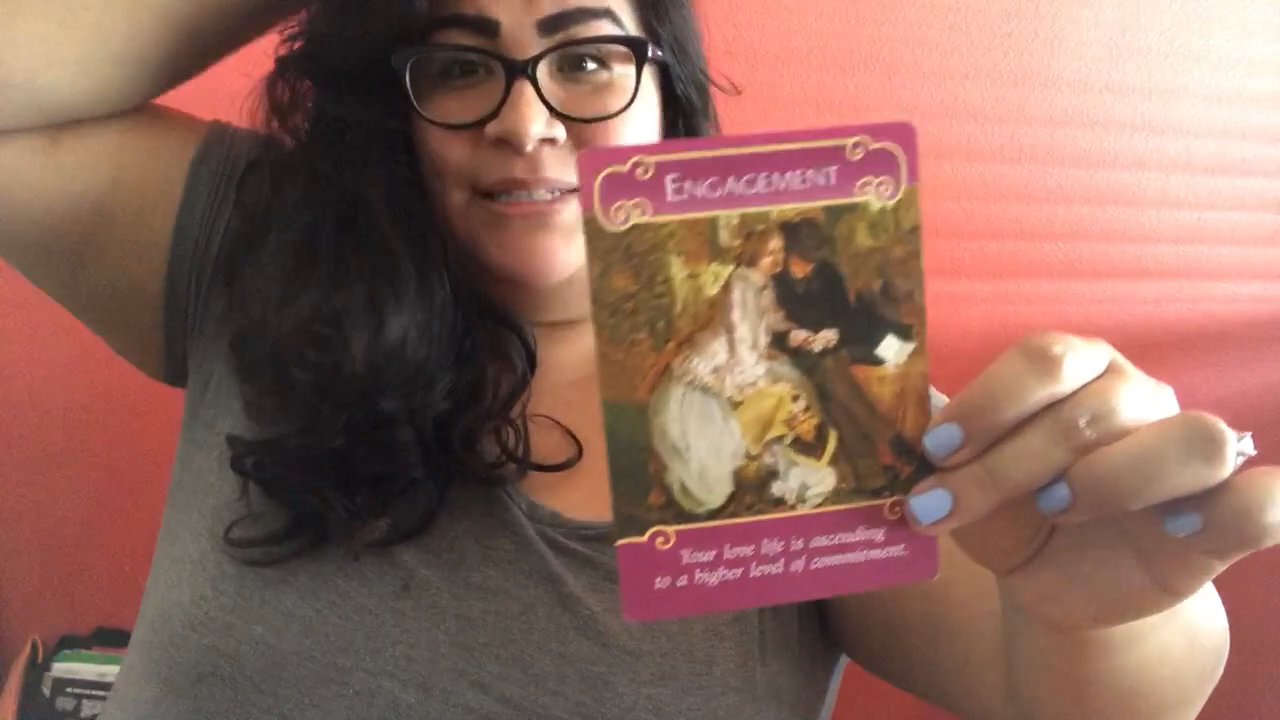 ENGAGEMENT
Your love life is ascending
to a higher level of commitment.